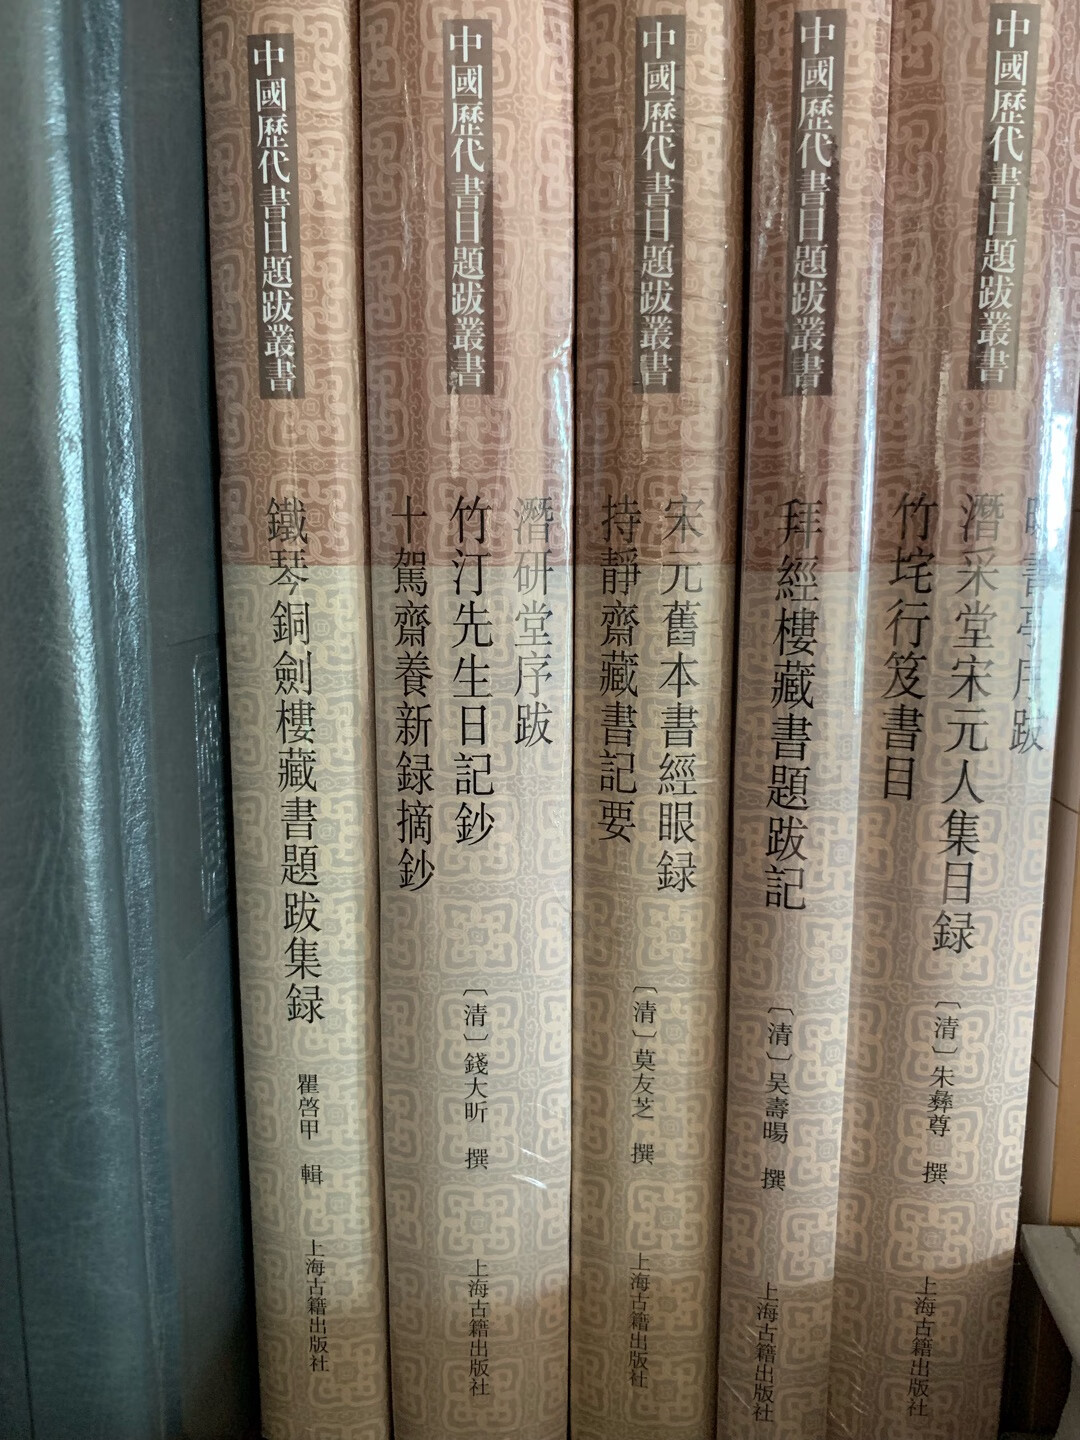 中國歷代書目題跋叢書
鐵琴銅劍樓藏書題跋集録
瞿啓甲 輯
上海古籍出版社
中國歷代書目題跋叢書
潛研堂序跋
竹汀先生日記鈔
十駕齋養新録摘鈔
〔清〕錢大昕 撰
上海古籍出版社
中國歷代書目題跋叢書
宋元舊本書經眼録
持靜齋藏書記要
〔清〕莫友芝 撰
上海古籍出版社
中國歷代書目題跋叢書
拜經樓藏書題跋記
〔清〕吴壽暘 撰
上海古籍出版社
中國歷代書目題跋叢書
曝書亭序跋
潛采堂宋元人集目録
竹垞行笈書目
〔清〕朱彝尊 撰
上海古籍出版社